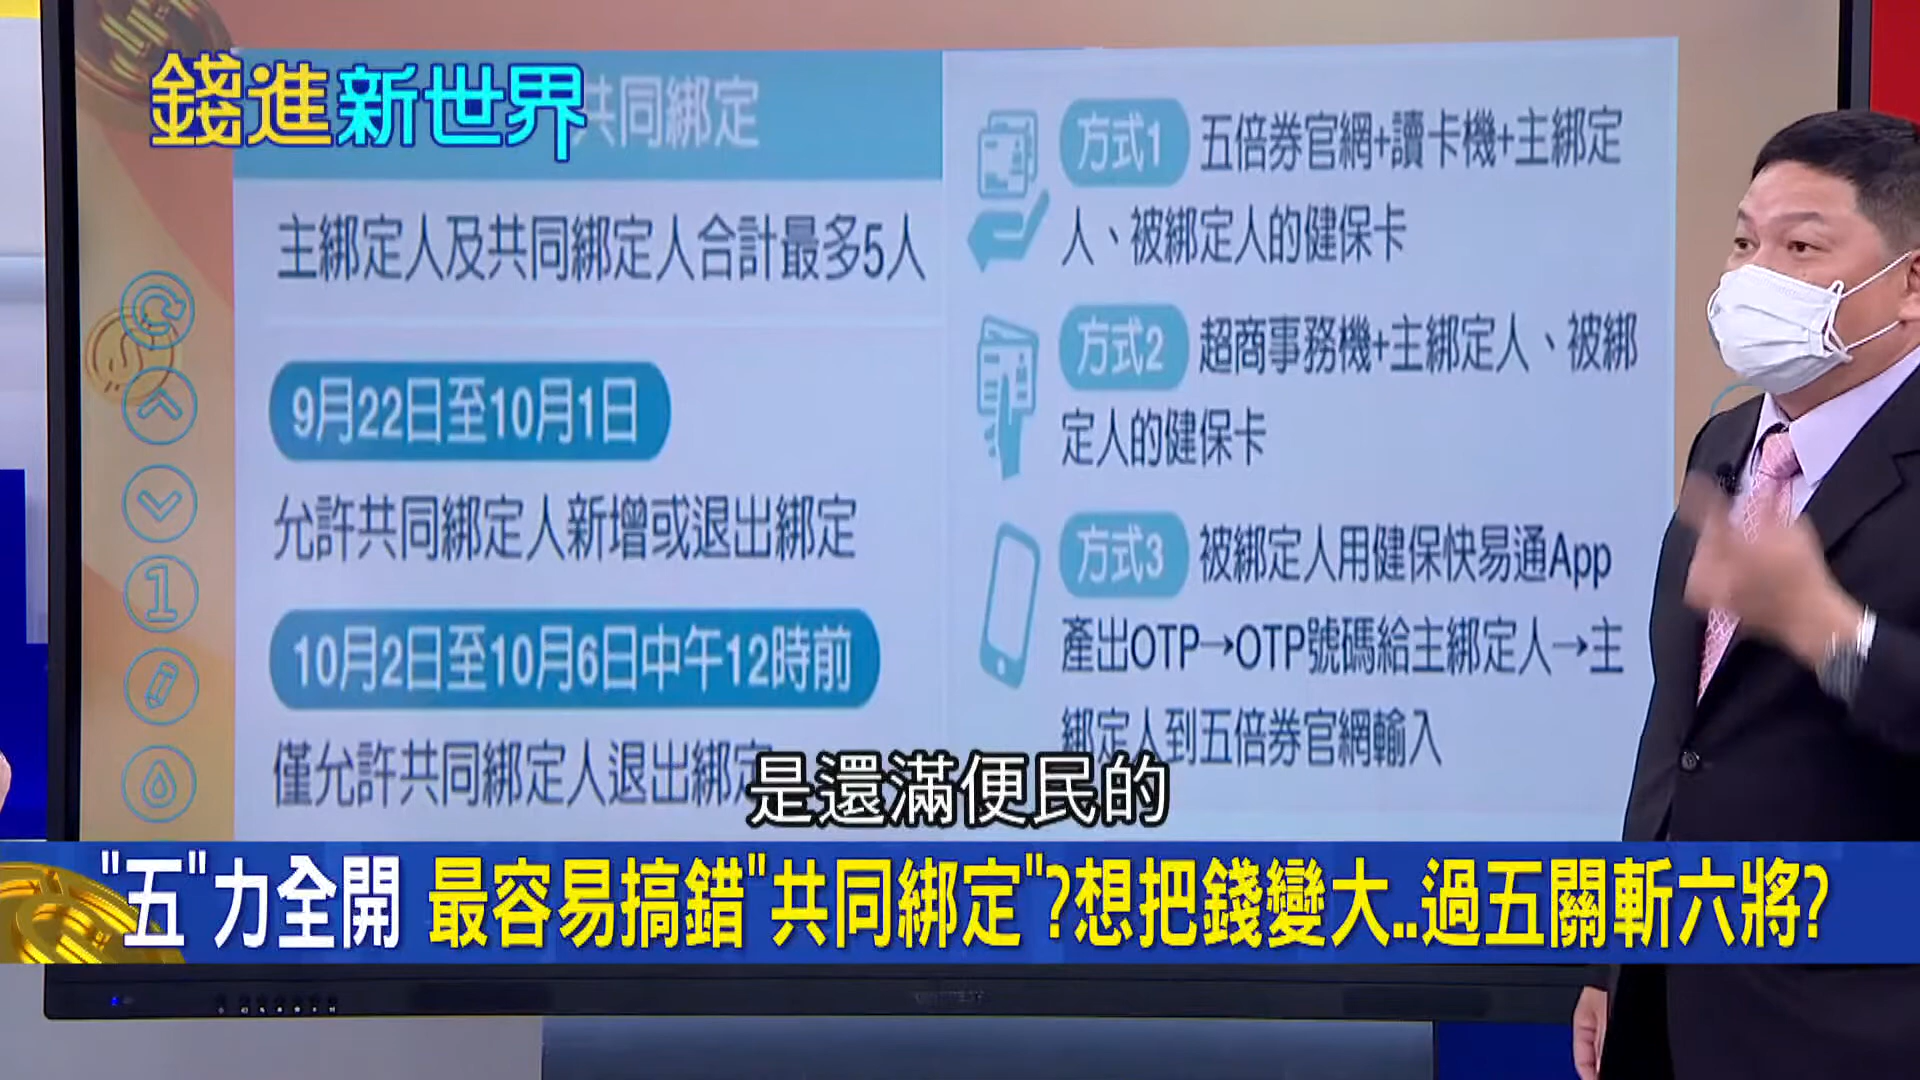 錢進新世界
共同綁定
主綁定人及共同綁定人合計最多5人
9月22日至10月1日
允許共同綁定人新增或退出綁定
10月2日至10月6日中午12時前
僅允許共同綁定人退出綁定
方式1 五倍券官網+讀卡機+主綁定
人、被綁定人的健保卡
方式2 超商事務機+主綁定人、被綁
定人的健保卡
方式3 被綁定人用健保快易通App
產出OTP→OTP號碼給主綁定人→主
綁定人到五倍券官網輸入
1
是還滿便民的
"五"力全開 最容易搞錯"共同綁定"?想把錢變大..過五關斬六將?